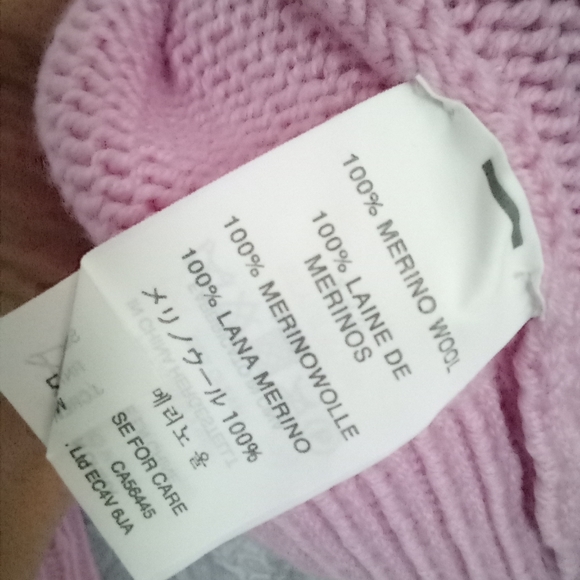 100% MERINO WOOL
100% LAINE DE
MERINOS
100% MERINOWOLLE
100% LANA MERINO
メリノウール 100%
메리노 울
SE FOR CARE
CA56445
. Ltd EC4V 6JA